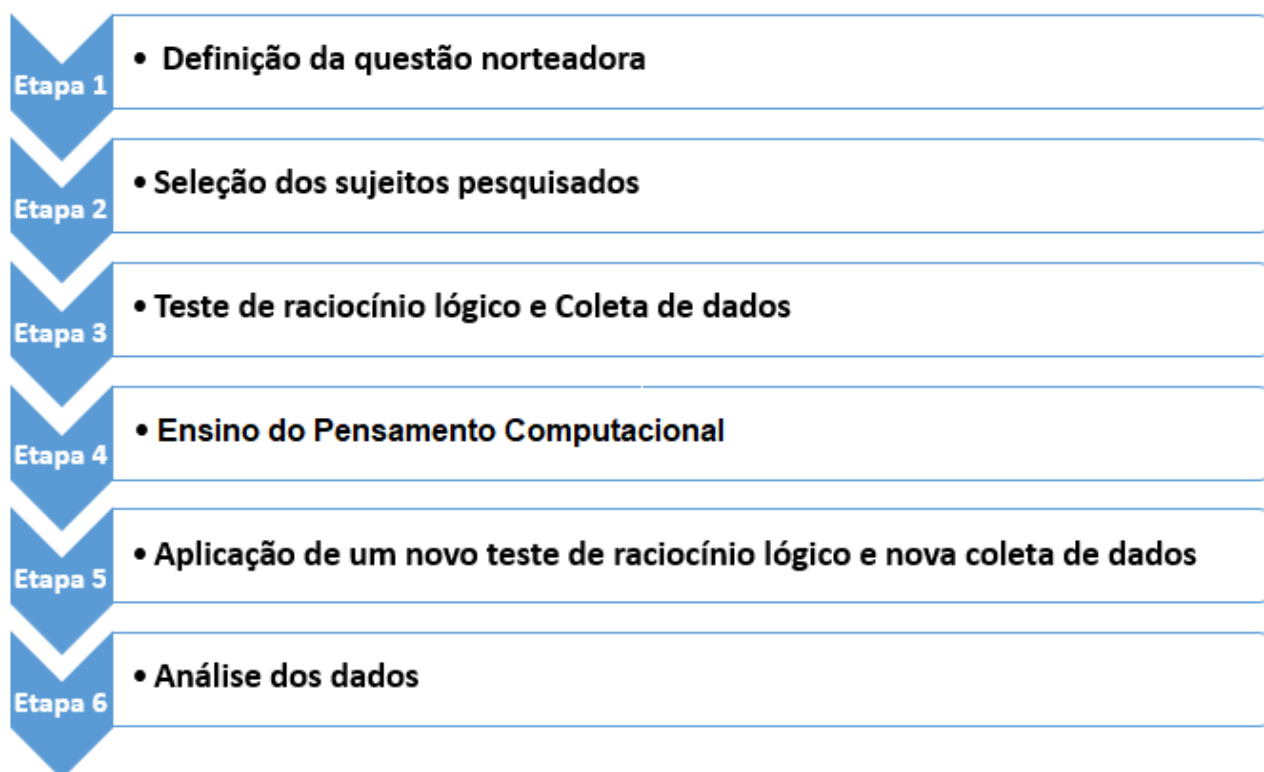 Etapa 1
• Definição da questão norteadora
Etapa 2
• Seleção dos sujeitos pesquisados
Etapa 3
• Teste de raciocínio lógico e Coleta de dados
Etapa 4
• Ensino do Pensamento Computacional
Etapa 5
• Aplicação de um novo teste de raciocínio lógico e nova coleta de dados
Etapa 6
• Análise dos dados